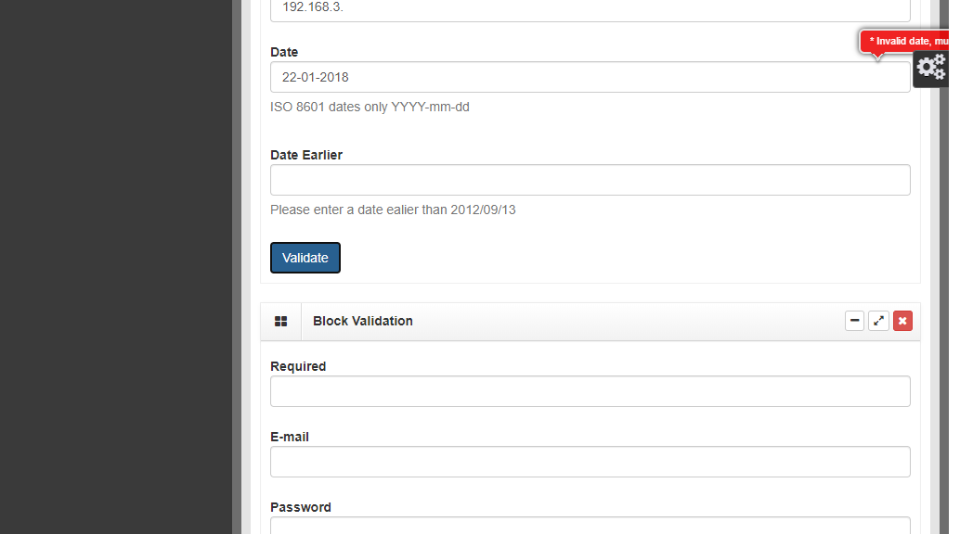 192.168.3.
* Invalid date, mu
Date
22-01-2018
ISO 8601 dates only YYYY-mm-dd
Date Earlier
Please enter a date ealier than 2012/09/13
Validate
Block Validation
Required
E-mail
Password